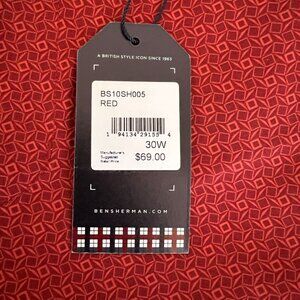 A BRITISH STYLE ICON SINCE 1963
BS10SH005
RED
1 94134 29155 4
30W
Manufacturer's
Suggested
Retail Price
$69.00
BENSHERMAN.COM